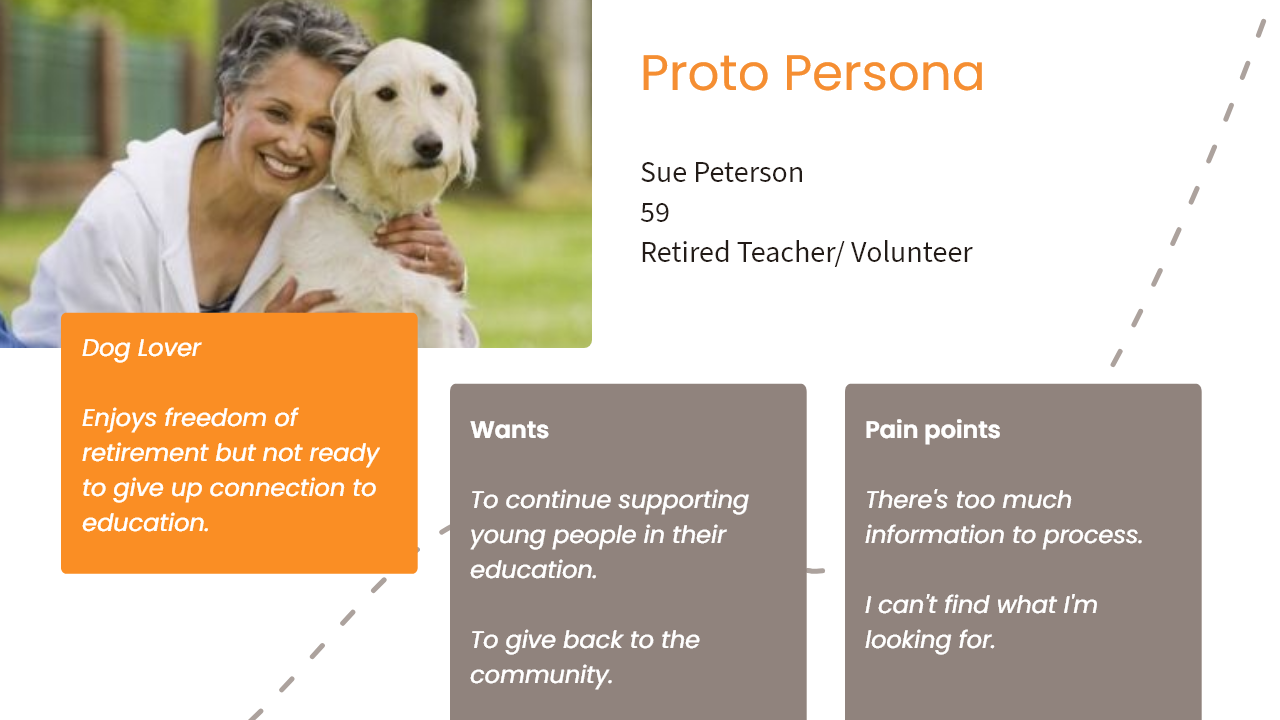 Proto Persona
Sue Peterson
59
Retired Teacher/ Volunteer
Dog Lover
Enjoys freedom of
retirement but not ready
to give up connection to
education.
Wants
To continue supporting
young people in their
education.
To give back to the
community.
Pain points
There's too much
information to process.
I can't find what I'm
looking for.